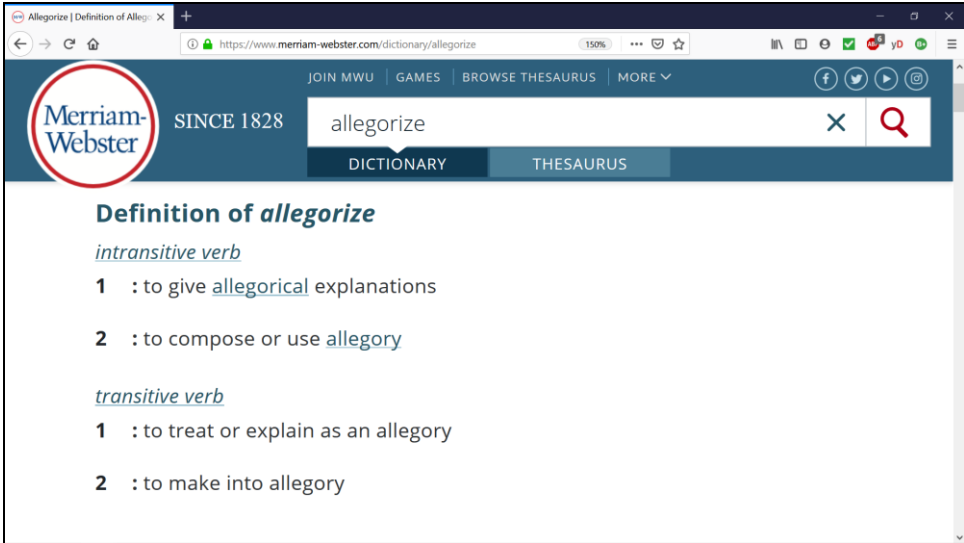 Allegorize | Definition of Alleg
https://www.merriam-webster.com/dictionary/allegorize
150%
6
yD
JOIN MWU
GAMES
BROWSE THESAURUS
MORE
Merriam-
Webster
SINCE 1828
allegorize
DICTIONARY
THESAURUS
Definition of allegorize
intransitive verb
1 : to give allegorical explanations
2 : to compose or use allegory
transitive verb
1 : to treat or explain as an allegory
2 : to make into allegory